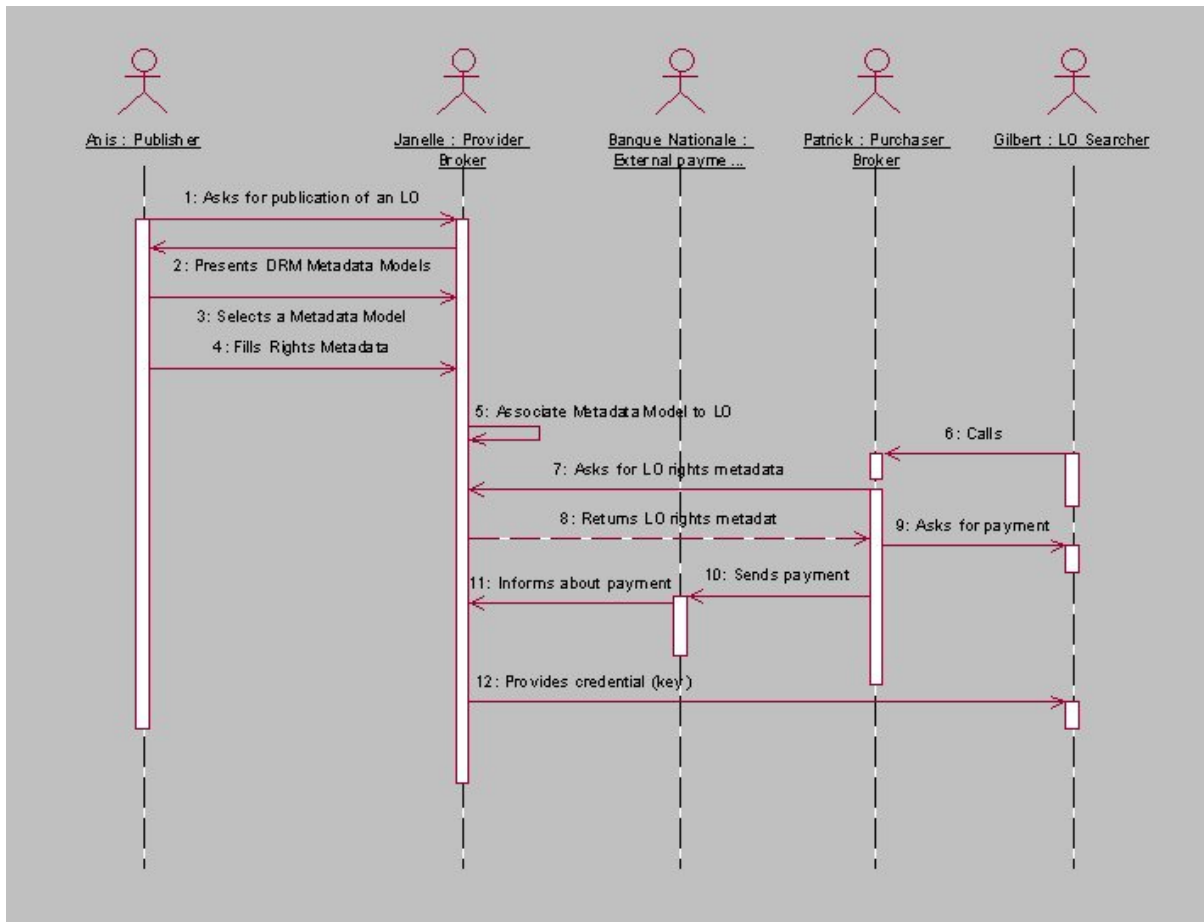 Anis : Publisher
Janelle : Provider
Broker
Banque Nationale :
External payme ...
Patrick : Purchaser
Broker
Gilbert : LO Searcher
1: Asks for publication of an LO
2: Presents DRM Metadata Models
3: Selects a Metadata Model
4: Fills Rights Metadata
5: Associate Metadata Model to LO
6: Calls
7: Asks for LO rights metadata
8: Returns LO rights metadat
9: Asks for payment
10: Sends payment
11: Informs about payment
12: Provides credential (key)